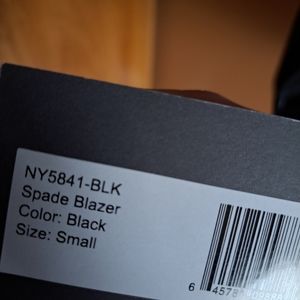 NY5841-BLK
Spade Blazer
Color: Black
Size: Small